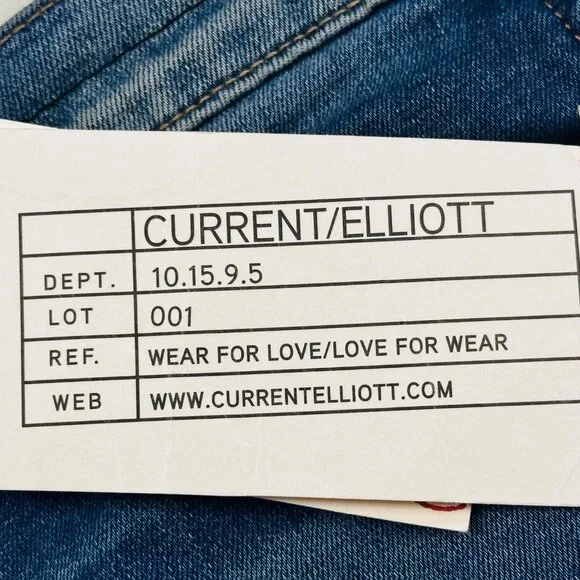 CURRENT/ELLIOTT
DEPT. 10.15.9.5
LOT 001
REF. WEAR FOR LOVE/LOVE FOR WEAR
WEB WWW.CURRENTELLIOTT.COM